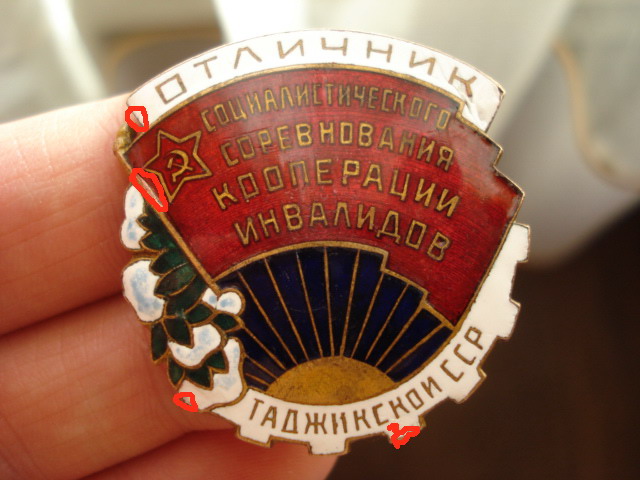 ОТЛИЧНИК
СОЦИАЛИСТИЧЕСКОГО
СОРЕВНОВАНИЯ
КООПЕРАЦИИ
ИНВАЛИДОВ
ТАДЖИКСКОЙ ССР